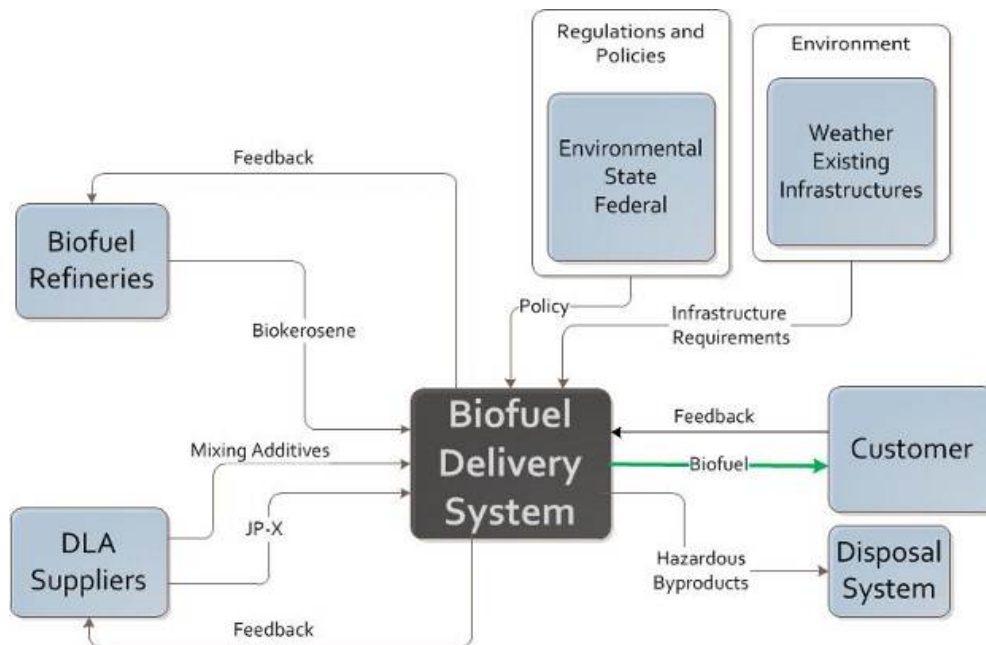 Regulations and
Policies
Environmental
State
Federal
Environment
Weather
Existing
Infrastructures
Feedback
Biofuel
Refineries
Biokerosene
Policy
Infrastructure
Requirements
Biofuel
Delivery
System
Feedback
Biofuel
Customer
Mixing Additives
JP-X
DLA
Suppliers
Hazardous
Byproducts
Disposal
System
Feedback